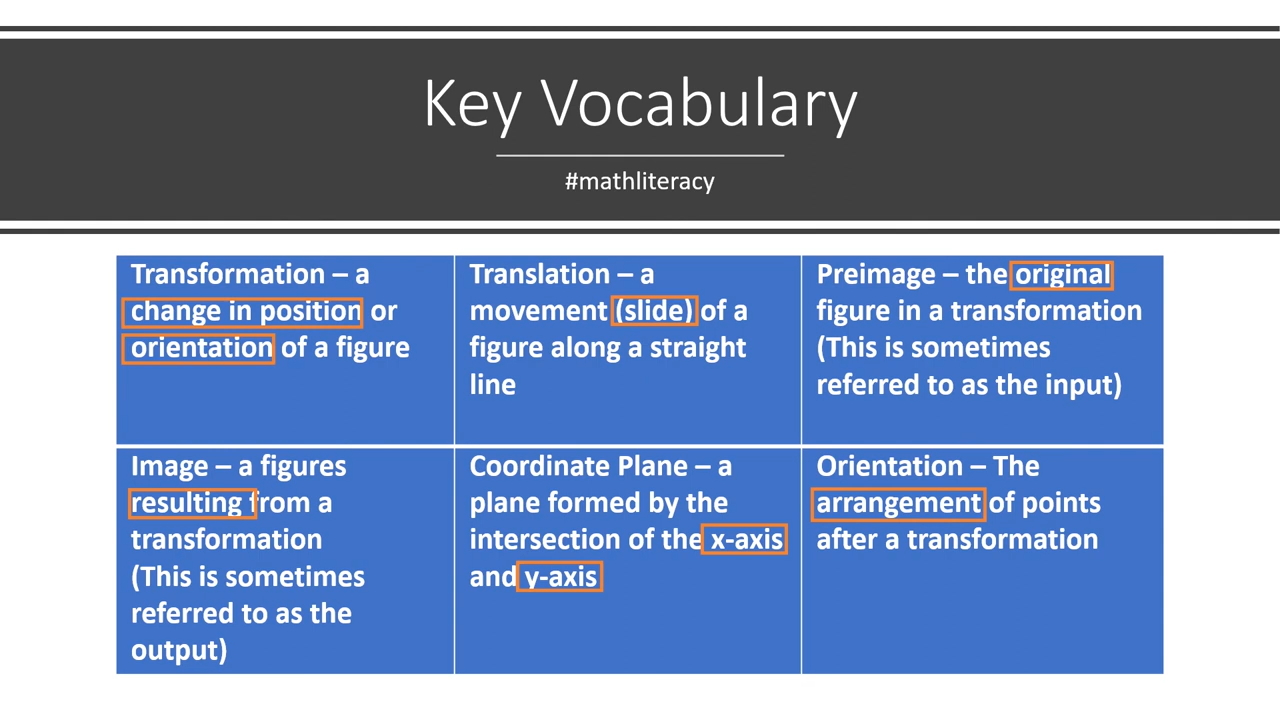 Key Vocabulary
#mathliteracy
Transformation – a
change in position or
orientation of a figure
Translation – a
movement (slide) of a
figure along a straight
line
Preimage – the original
figure in a transformation
(This is sometimes
referred to as the input)
Image – a figures
resulting from a
transformation
(This is sometimes
referred to as the
output)
Coordinate Plane – a
plane formed by the
intersection of the x-axis
and y-axis
Orientation – The
arrangement of points
after a transformation